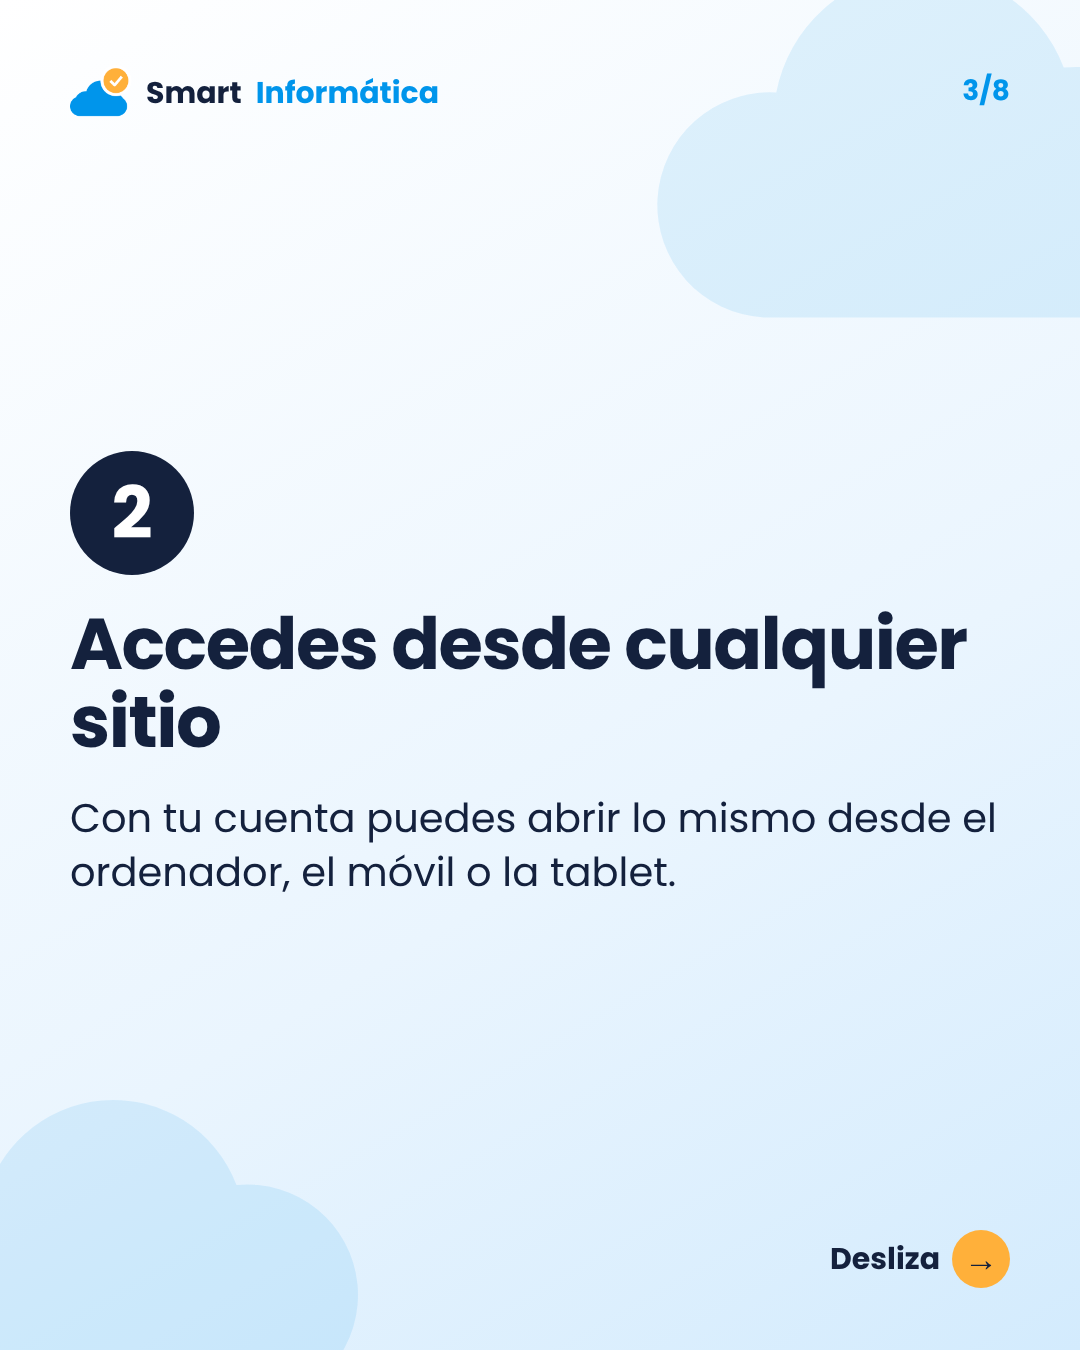 Smart Informática
3/8
2
Accedes desde cualquier
sitio
Con tu cuenta puedes abrir lo mismo desde el
ordenador, el móvil o la tablet.
Desliza →